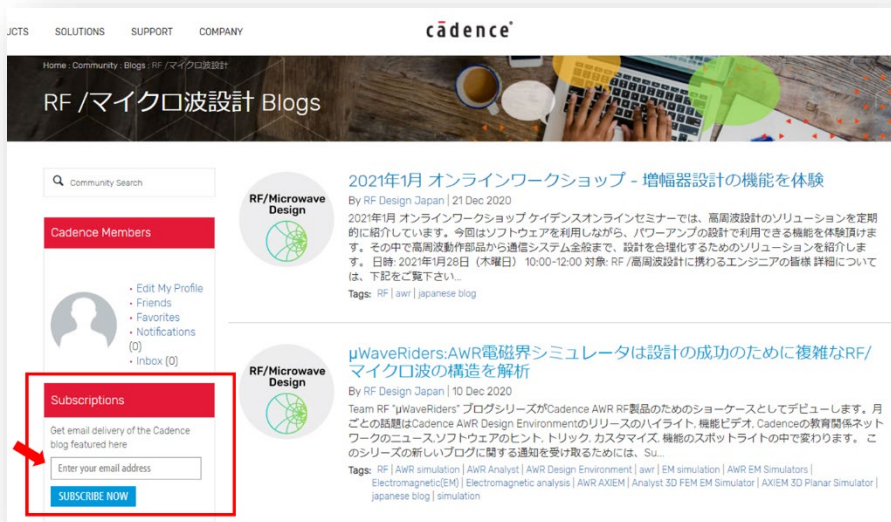 SOLUTIONS
SUPPORT
COMPANY
cādence®
Home : Community : Blogs : RF /マイクロ波設計
RF /マイクロ波設計 Blogs
Community Search
Cadence Members
• Edit My Profile
• Friends
• Favorites
• Notifications
(0)
• Inbox (0)
Subscriptions
Get email delivery of the Cadence
blog featured here
Enter your email address
SUBSCRIBE NOW
RF/Microwave
Design
2021年1月 オンラインワークショップ - 増幅器設計の機能を体験
By RF Design Japan | 21 Dec 2020
2021年1月 オンラインワークショップ ケイデンスオンラインセミナーでは、高周波設計のソリューションを定期
的に紹介しています。今回はソフトウェアを利用しながら、パワーアンプの設計で利用できる機能を体験頂けま
す。その中で高周波動作部品から通信システム全般まで、設計を合理化するためのソリューションを紹介しま
す。 日時: 2021年1月28日（木曜日） 10:00-12:00 対象: RF /高周波設計に携わるエンジニアの皆様 詳細について
は、下記をご覧下さい...
Tags: RF | awr | japanese blog
RF/Microwave
Design
μWaveRiders:AWR電磁界シミュレータは設計の成功のために複雑なRF/
マイクロ波の構造を解析
By RF Design Japan | 10 Dec 2020
Team RF "μWaveRiders" ブログシリーズがCadence AWR RF製品のためのショーケースとしてデビューします。月
ごとの話題はCadence AWR Design Environmentのリリースのハイライト, 機能ビデオ, Cadenceの教育関係ネット
ワークのニュース,ソフトウェアのヒント, トリック, カスタマイズ, 機能のスポットライトの中で変わります。 こ
のシリーズの新しいブログに関する通知を受け取るためには、Su...
Tags: RF | AWR simulation | AWR Analyst | AWR Design Environment | awr | EM simulation | AWR EM Simulators |
Electromagnetic(EM) | Electromagnetic analysis | AWR AXIEM | Analyst 3D FEM EM Simulator | AXIEM 3D Planar Simulator |
japanese blog | simulation